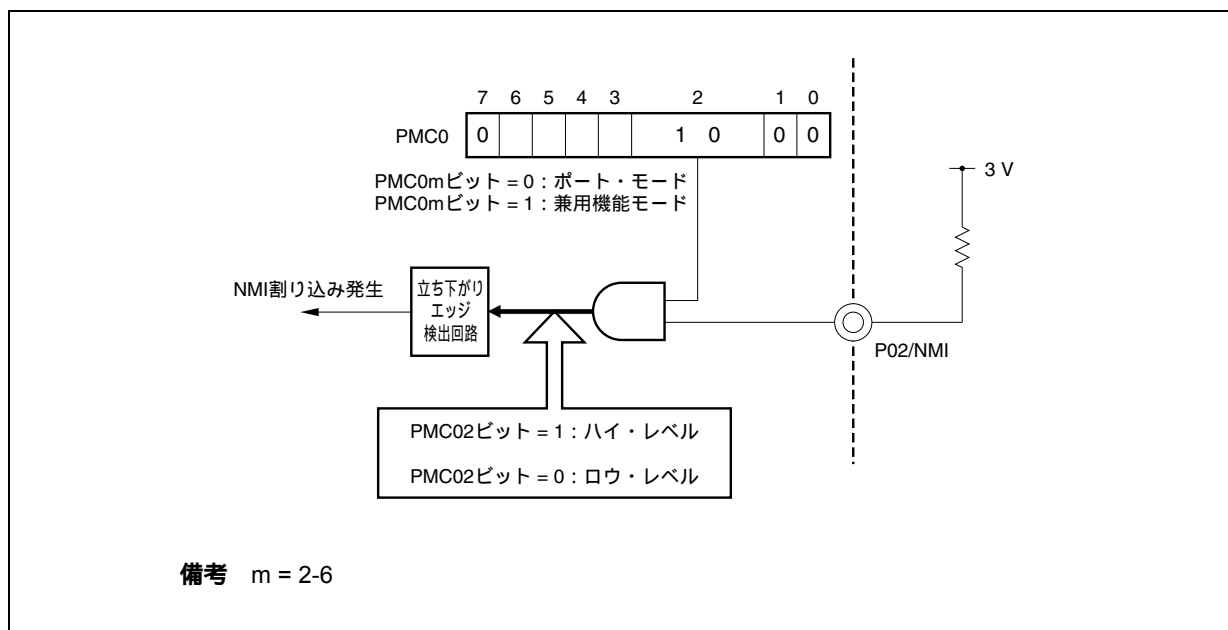 7 6 5 4 3 2 1 0
PMC0 0 1 0 0 0
PMC0mビット = 0 : ポート・モード
PMC0mビット = 1 : 兼用機能モード
3 V
NMI割り込み発生
立ち下がり
エッジ
検出回路
P02/NMI
PMC02ビット = 1 : ハイ・レベル
PMC02ビット = 0 : ロウ・レベル
備考 m = 2-6